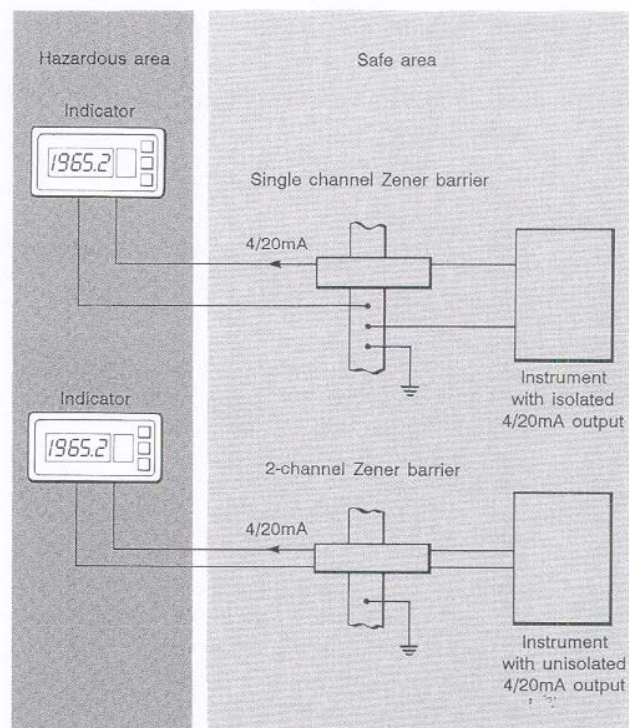 Hazardous area
Safe area
Indicator
1965.2
Single channel Zener barrier
4/20mA
Instrument
with isolated
4/20mA output
Indicator
1965.2
2-channel Zener barrier
4/20mA
Instrument
with unisolated
4/20mA output